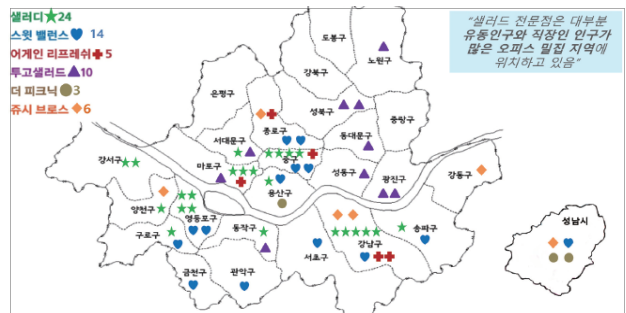 샐러디 24
스윗 밸런스 14
어게인 리프레쉬 5
투고샐러드 10
더 피크닉 3
쥬시 브로스 6
"샐러드 전문점은 대부분
유동인구와 직장인 인구가
많은 오피스 밀집 지역에
위치하고 있음"
도봉구
노원구
강북구
은평구
성북구
중랑구
종로구
동대문구
서대문구
강서구
마포구
중구
성동구
광진구
강동구
용산구
양천구
영등포구
동작구
구로구
강남구
송파구
서초구
금천구
관악구
성남시